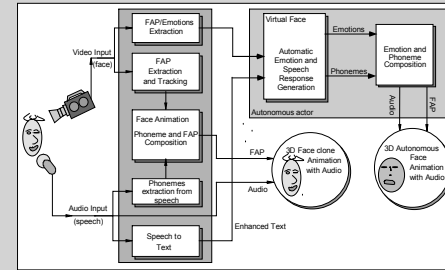 FAP/Emotions
Extraction
Video Input
(face)
FAP
Extraction
and Tracking
Face Animation
Phoneme and FAP
Composition
Phonemes
extraction from
speech
Audio Input
(speech)
Speech to
Text
Virtual Face
Automatic
Emotion and
Speech
Response
Generation
Autonomous actor
Emotions
Phonemes
Emotion and
Phoneme
Composition
Audio
FAP
FAP
Audio
Enhanced Text
3D Face clone
Animation
with Audio
3D Autonomous
Face
Animation
with Audio